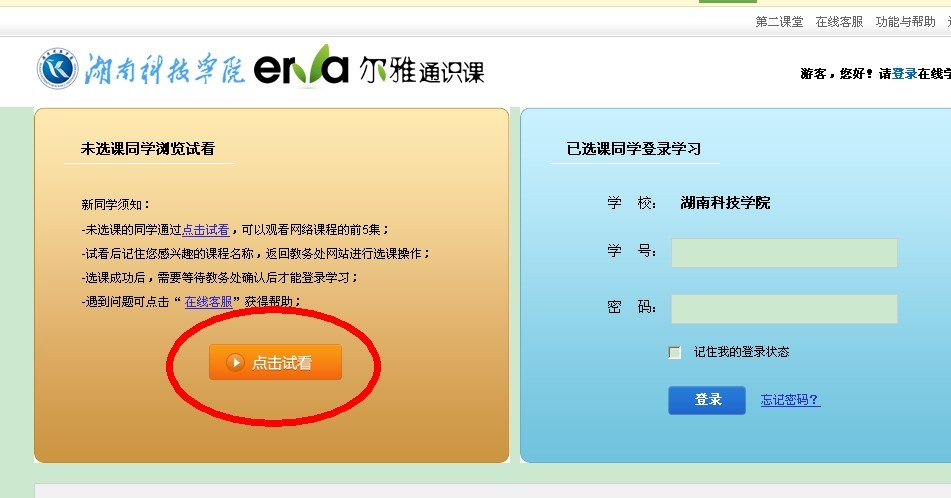 第二课堂 在线客服 功能与帮助
湖南科技学院 erya 尔雅通识课
游客，您好！请登录在线学
未选课同学浏览试看
新同学须知：
-未选课的同学通过点击试看，可以观看网络课程的前5集；
-试看后记住您感兴趣的课程名称，返回教务处网站进行选课操作；
-选课成功后，需要等待教务处确认后才能登录学习；
-遇到问题可点击“ 在线客服”获得帮助；
点击试看
已选课同学登录学习
学 校： 湖南科技学院
学 号：
密 码：
记住我的登录状态
登录 忘记密码？